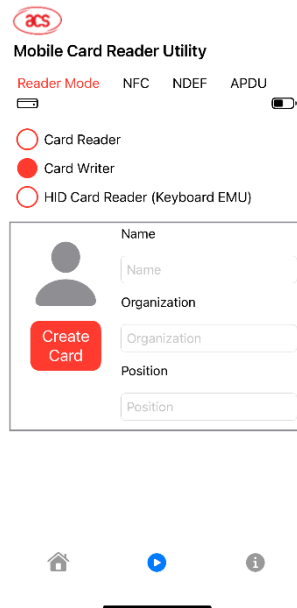 acs
Mobile Card Reader Utility
Reader Mode NFC NDEF APDU
Card Reader
Card Writer
HID Card Reader (Keyboard EMU)
Name
Name
Organization
Create
Card
Organization
Position
Position